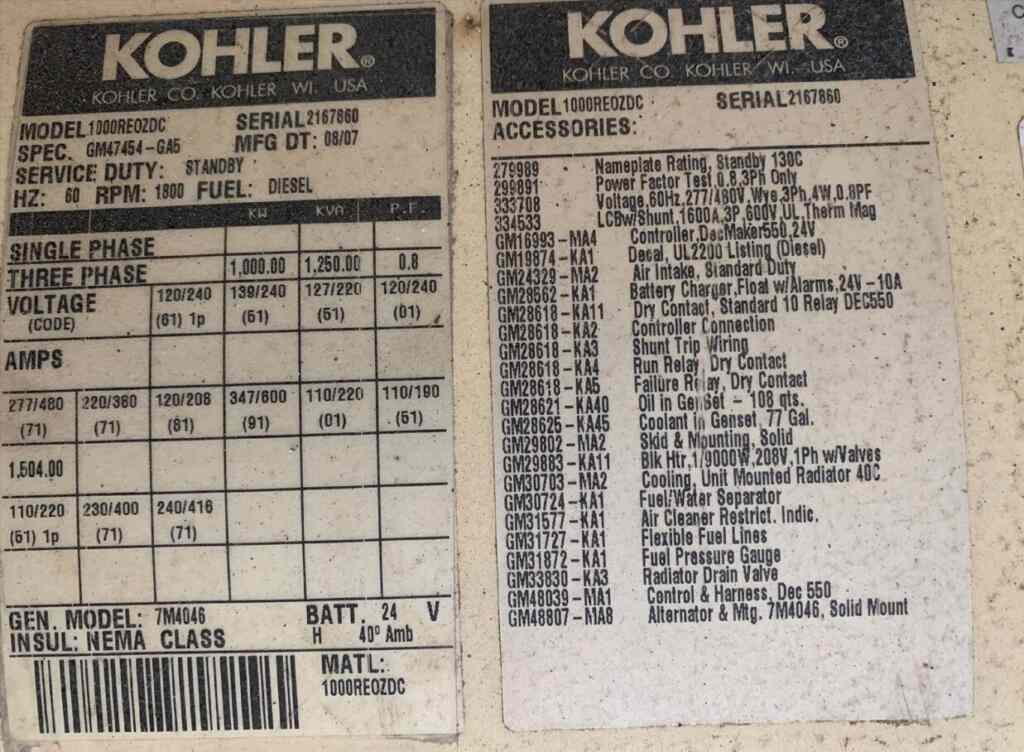 KOHLER®
KOHLER CO. KOHLER WI. USA
MODEL 1000REOZDC SERIAL 2167860
SPEC. GM47454-GA5 MFG DT: 08/07
SERVICE DUTY: STANDBY
HZ: 60 RPM: 1800 FUEL: DIESEL
KW KVA P.F.
SINGLE PHASE
THREE PHASE 1,000.00 1,250.00 0.8
VOLTAGE 120/240 139/240 127/220 120/240
(CODE) (61) 1p (51) (51) (01)
AMPS
277/480 220/380 120/208 347/600 110/220 110/190
(71) (71) (81) (91) (01) (51)
1,504.00
110/220 230/400 240/416
(61) 1p (71) (71)
GEN. MODEL: 7M4046 BATT. 24 V
INSUL: NEMA CLASS H 40° Amb
MATL:
1000REOZDC
KOHLER®
KOHLER CO. KOHLER WI. USA
MODEL 1000REOZDC SERIAL 2167860
ACCESSORIES:
279989 Nameplate Rating, Standby 130C
299891 Power Factor Test,0.8,3Ph Only
333708 Voltage,60Hz,277/480V,Wye,3Ph,4W,0.8PF
334533 LCBw/Shunt,1600A,3P,600V,UL,Therm Mag
GM16993-MA4 Controller,DecMaker550,24V
GM19874-KA1 Decal, UL2200 Listing (Diesel)
GM24329-MA2 Air Intake, Standard Duty
GM28562-KA1 Battery Charger,Float w/Alarms,24V-10A
GM28618-KA11 Dry Contact, Standard 10 Relay DEC550
GM28618-KA2 Controller Connection
GM28618-KA3 Shunt Trip Wiring
GM28618-KA4 Run Relay, Dry Contact
GM28618-KA5 Failure Relay, Dry Contact
GM28621-KA40 Oil in GenSet - 108 qts.
GM28625-KA45 Coolant in Genset, 77 Gal.
GM29802-MA2 Skid & Mounting, Solid
GM29883-KA11 Blk Htr,1/9000W,208V,1Ph w/Valves
GM30703-MA2 Cooling, Unit Mounted Radiator 40C
GM30724-KA1 Fuel/Water Separator
GM31577-KA1 Air Cleaner Restrict. Indic.
GM31727-KA1 Flexible Fuel Lines
GM31872-KA1 Fuel Pressure Gauge
GM33830-KA3 Radiator Drain Valve
GM48039-MA1 Control & Harness, Dec 550
GM48807-MA8 Alternator & Mtg. 7M4046, Solid Mount